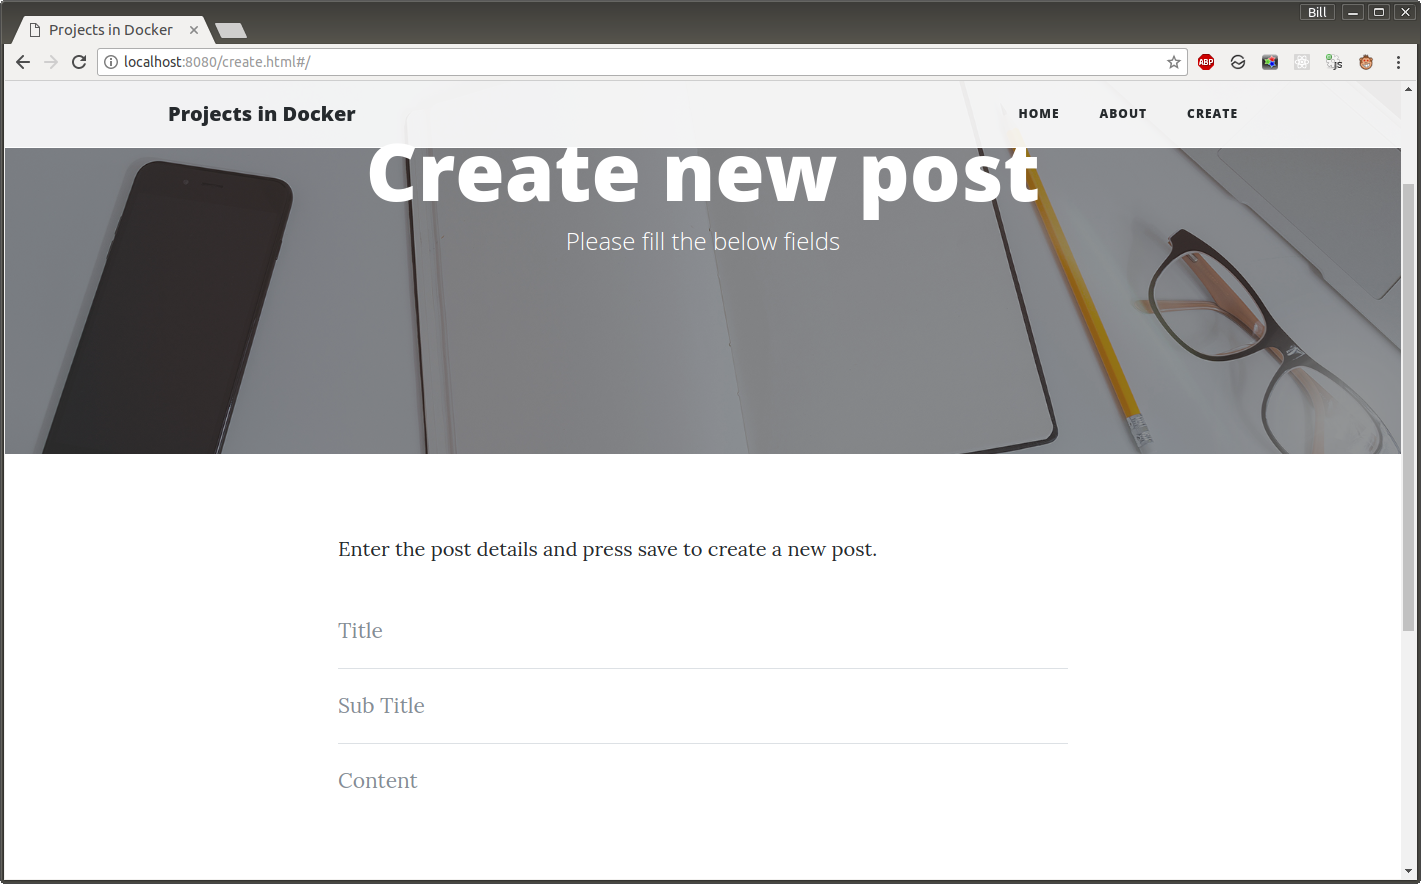 Bill
Projects in Docker
localhost:8080/create.html#/
ABP
JS
Projects in Docker
HOME ABOUT CREATE
Create new post
Please fill the below fields
Enter the post details and press save to create a new post.
Title
Sub Title
Content